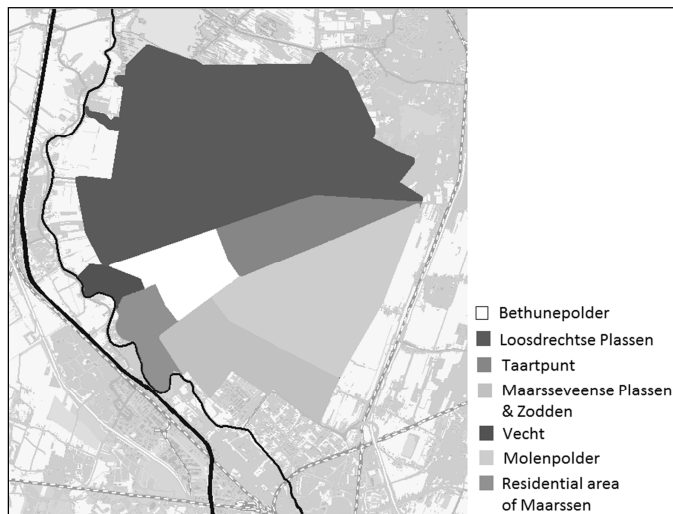 Bethunepolder
Loosdrechtse Plassen
Taartpunt
Maarsseveense Plassen
& Zodden
Vecht
Molenpolder
Residential area
of Maarssen